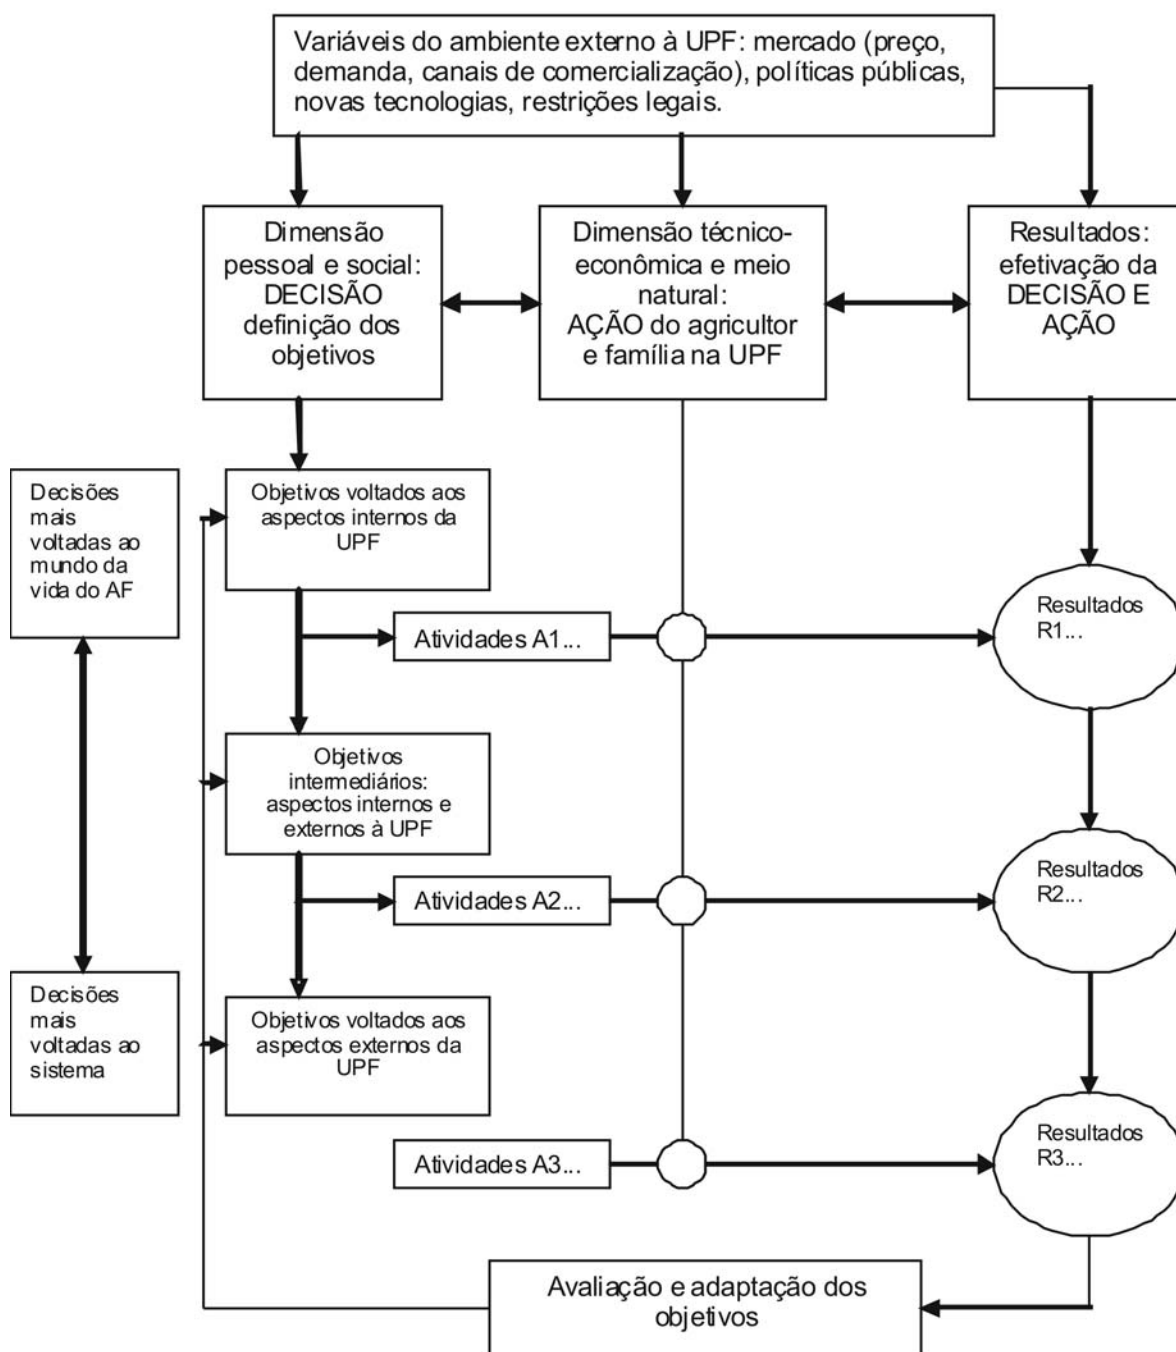 Variáveis do ambiente externo à UPF: mercado (preço,
demanda, canais de comercialização), políticas públicas,
novas tecnologias, restrições legais.
Dimensão
pessoal e social:
DECISÃO
definição dos
objetivos
Dimensão técnico-
econômica e meio
natural:
AÇÃO do agricultor
e família na UPF
Resultados:
efetivação da
DECISÃO E
AÇÃO
Decisões
mais
voltadas ao
mundo da
vida do AF
Objetivos voltados aos
aspectos internos da
UPF
Atividades A1...
Resultados
R1...
Objetivos
intermediários:
aspectos internos e
externos à UPF
Atividades A2...
Resultados
R2...
Decisões
mais
voltadas ao
sistema
Objetivos voltados aos
aspectos externos da
UPF
Atividades A3...
Resultados
R3...
Avaliação e adaptação dos
objetivos